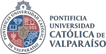 PONTIFICIA
UNIVERSIDAD
CATÓLICA DE
VALPARAÍSO